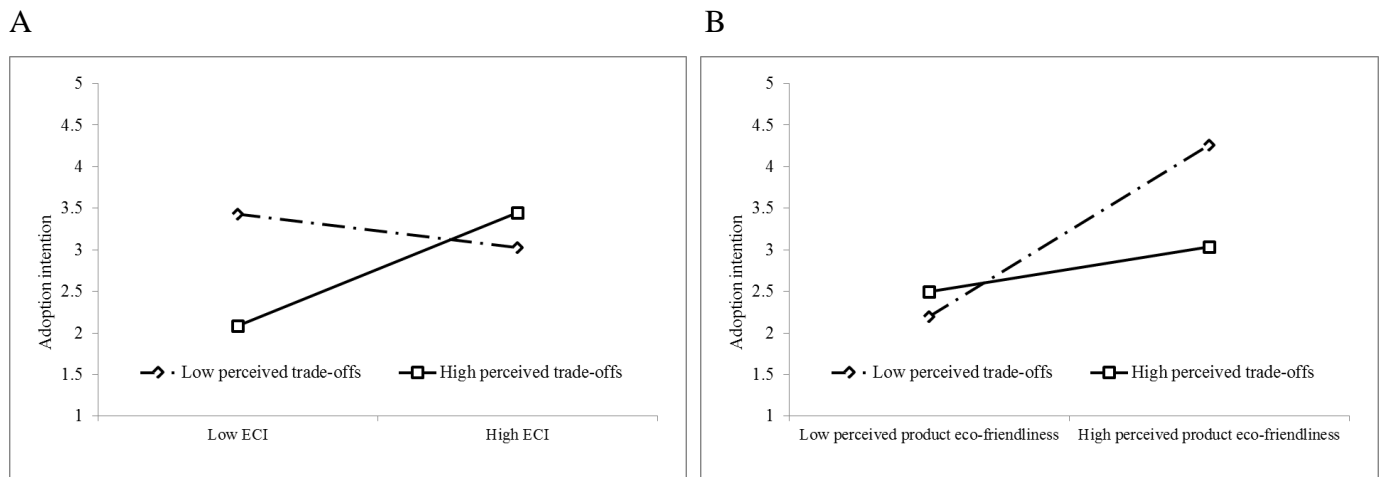 A
5
4.5
4
3.5
3
2.5
2
1.5
1
Adoption intention
Low perceived trade-offs
High perceived trade-offs
Low ECI
High ECI
B
5
4.5
4
3.5
3
2.5
2
1.5
1
Adoption intention
Low perceived trade-offs
High perceived trade-offs
Low perceived product eco-friendliness
High perceived product eco-friendliness